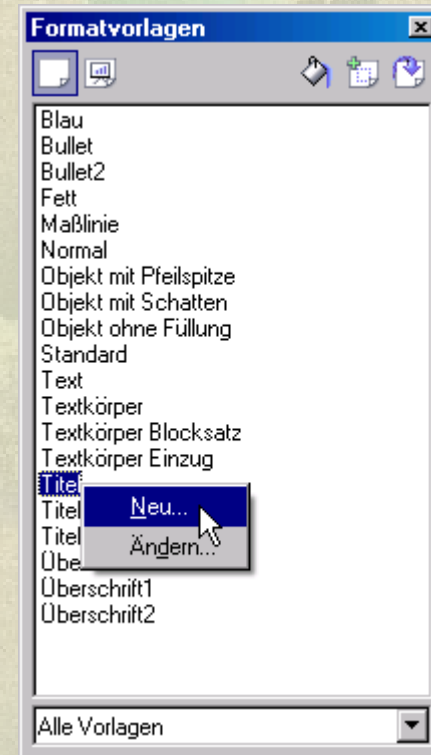 Formatvorlagen
Blau
Bullet
Bullet2
Fett
Maßlinie
Normal
Objekt mit Pfeilspitze
Objekt mit Schatten
Objekt ohne Füllung
Standard
Text
Textkörper
Textkörper Blocksatz
Textkörper Einzug
Titel
Titel
Titel
Neu...
Ändern...
Überschrift1
Überschrift2
Alle Vorlagen